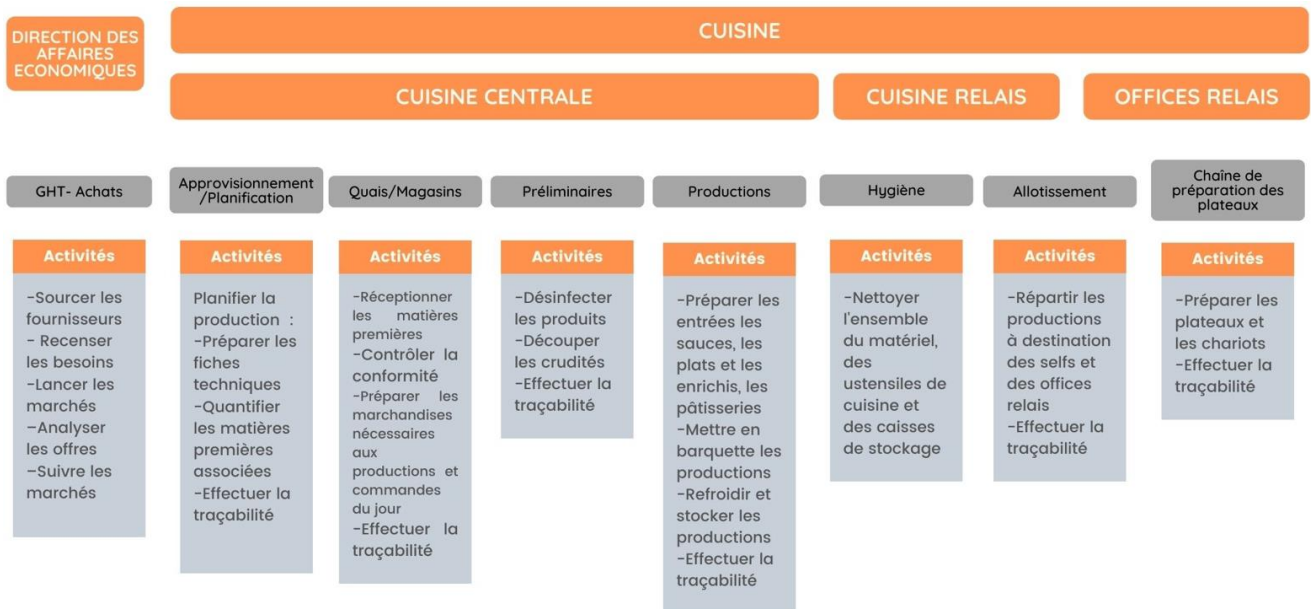 DIRECTION DES
AFFAIRES
ECONOMIQUES
CUISINE
CUISINE CENTRALE
CUISINE RELAIS
OFFICES RELAIS
GHT- Achats
Approvisionnement
/Planification
Quais/Magasins
Préliminaires
Productions
Hygiène
Allotissement
Chaîne de
préparation des
plateaux
Activités
-Sourcer les
fournisseurs
- Recenser
les besoins
-Lancer les
marchés
–Analyser
les offres
–Suivre les
marchés
Activités
Planifier la
production :
-Préparer les
fiches
techniques
-Quantifier
les matières
premières
associées
-Effectuer la
traçabilité
Activités
-Réceptionner
les matières
premières
-Contrôler la
conformité
-Préparer les
marchandises
nécessaires
aux
productions et
commandes
du jour
-Effectuer la
traçabilité
Activités
-Désinfecter
les produits
-Découper
les crudités
-Effectuer la
traçabilité
Activités
-Préparer les
entrées les
sauces, les
plats et les
enrichis, les
pâtisseries
-Mettre en
barquette les
productions
-Refroidir et
stocker les
productions
-Effectuer la
traçabilité
Activités
-Nettoyer
l'ensemble
du matériel,
des
ustensiles de
cuisine et
des caisses
de stockage
Activités
-Répartir les
productions
à destination
des selfs et
des offices
relais
-Effectuer la
traçabilité
Activités
-Préparer les
plateaux et
les chariots
-Effectuer la
traçabilité